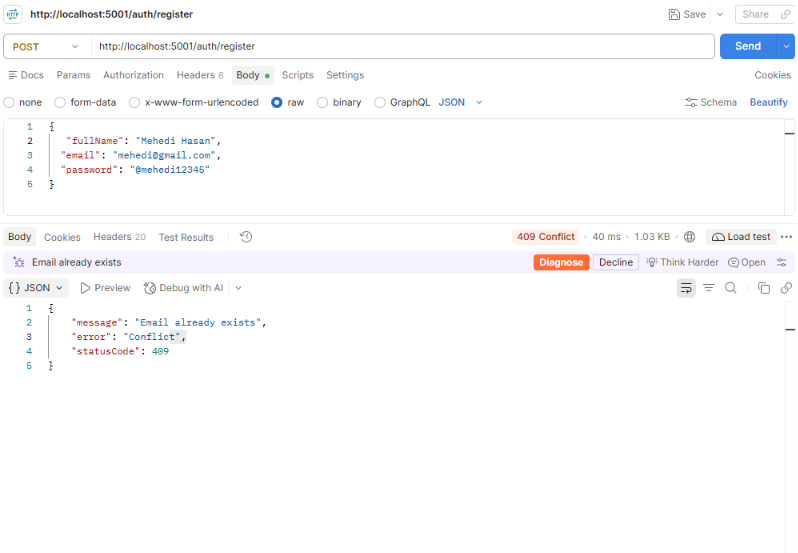 HTTP http://localhost:5001/auth/register Save Share
POST http://localhost:5001/auth/register Send
Docs Params Authorization Headers 8 Body Scripts Settings Cookies
none form-data x-www-form-urlencoded raw binary GraphQL JSON Schema Beautify
1 {
2 "fullName": "Mehedi Hasan",
3 "email": "mehedi@gmail.com",
4 "password": "@mehedi12345"
5 }
Body Cookies Headers 20 Test Results 409 Conflict • 40 ms • 1.03 KB • Load test
Email already exists Diagnose Decline Think Harder Open
{} JSON Preview Debug with AI
1 {
2 "message": "Email already exists",
3 "error": "Conflict",
4 "statusCode": 409
5 }